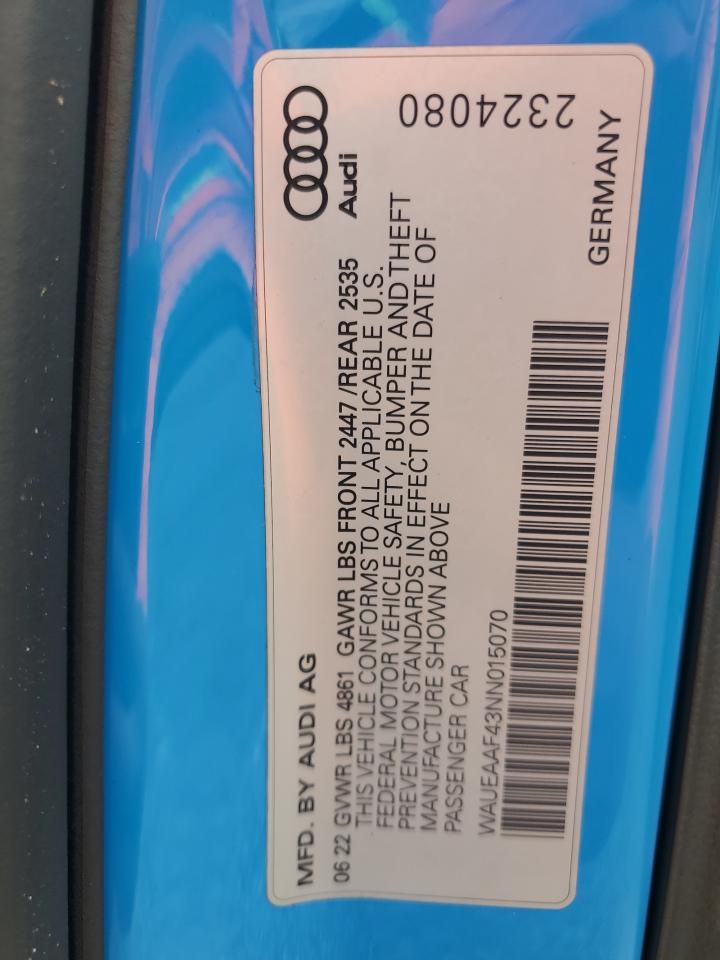 MFD. BY AUDI AG
06 22 GVWR LBS 4861 GAWR LBS FRONT 2447/REAR 2535
THIS VEHICLE CONFORMS TO ALL APPLICABLE U.S.
FEDERAL MOTOR VEHICLE SAFETY, BUMPER AND THEFT
PREVENTION STANDARDS IN EFFECT ON THE DATE OF
MANUFACTURE SHOWN ABOVE
PASSENGER CAR
WAUEAAF43NN015070
Audi
2324080
GERMANY